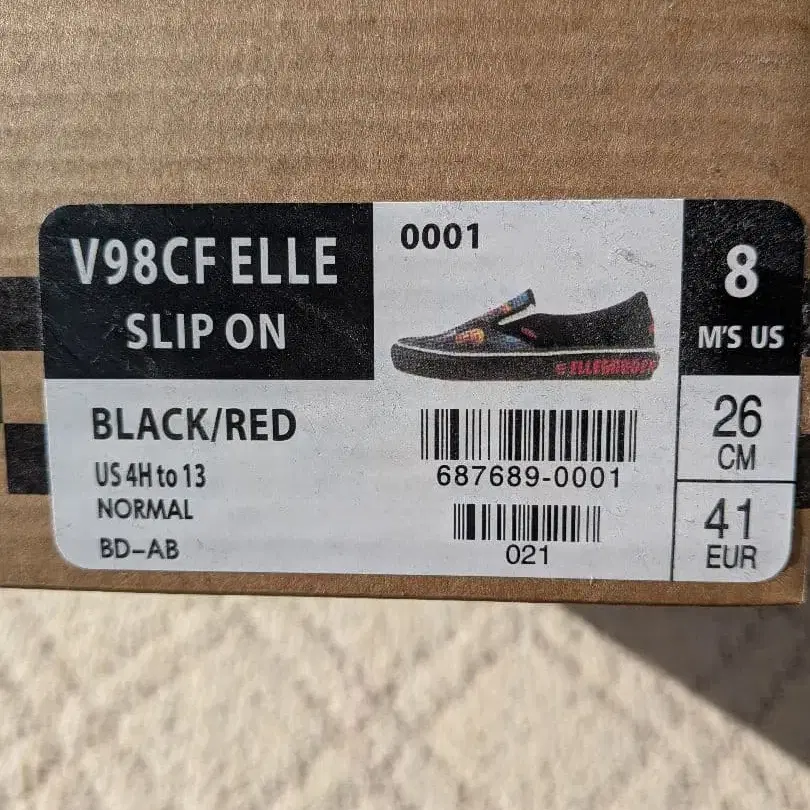 V98CF ELLE
SLIP ON
0001
8
M'S US
BLACK/RED
US 4H to 13
NORMAL
BD-AB
687689-0001
021
26
CM
41
EUR